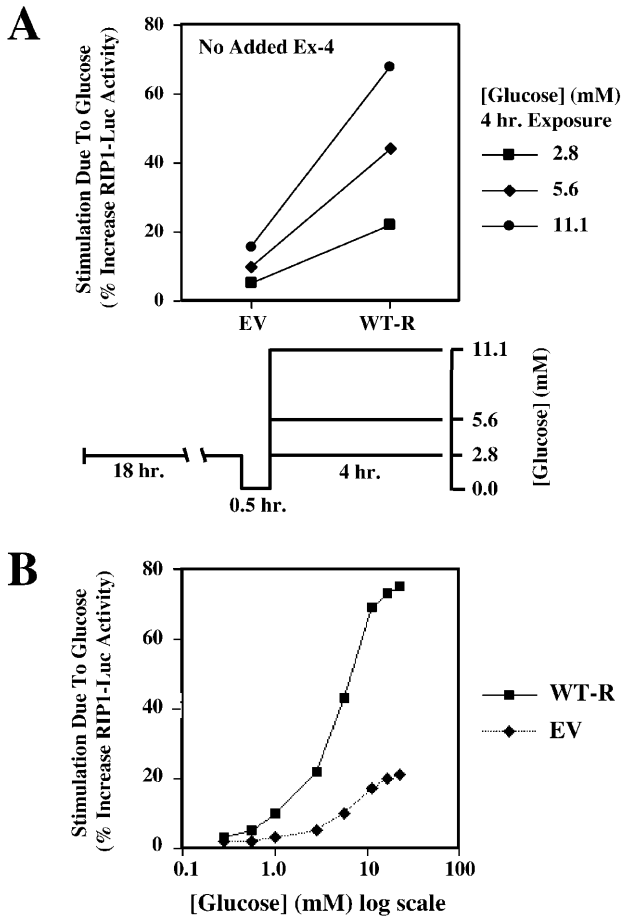 A
No Added Ex-4
Stimulation Due To Glucose
(% Increase RIP1-Luc Activity)
80
60
40
20
0
EV
WT-R
[Glucose] (mM)
4 hr. Exposure
2.8
5.6
11.1
18 hr.
0.5 hr.
4 hr.
11.1
5.6
2.8
0.0
[Glucose] (mM)
B
Stimulation Due To Glucose
(% Increase RIP1-Luc Activity)
80
60
40
20
0
0.1
1.0
10
100
[Glucose] (mM) log scale
WT-R
EV